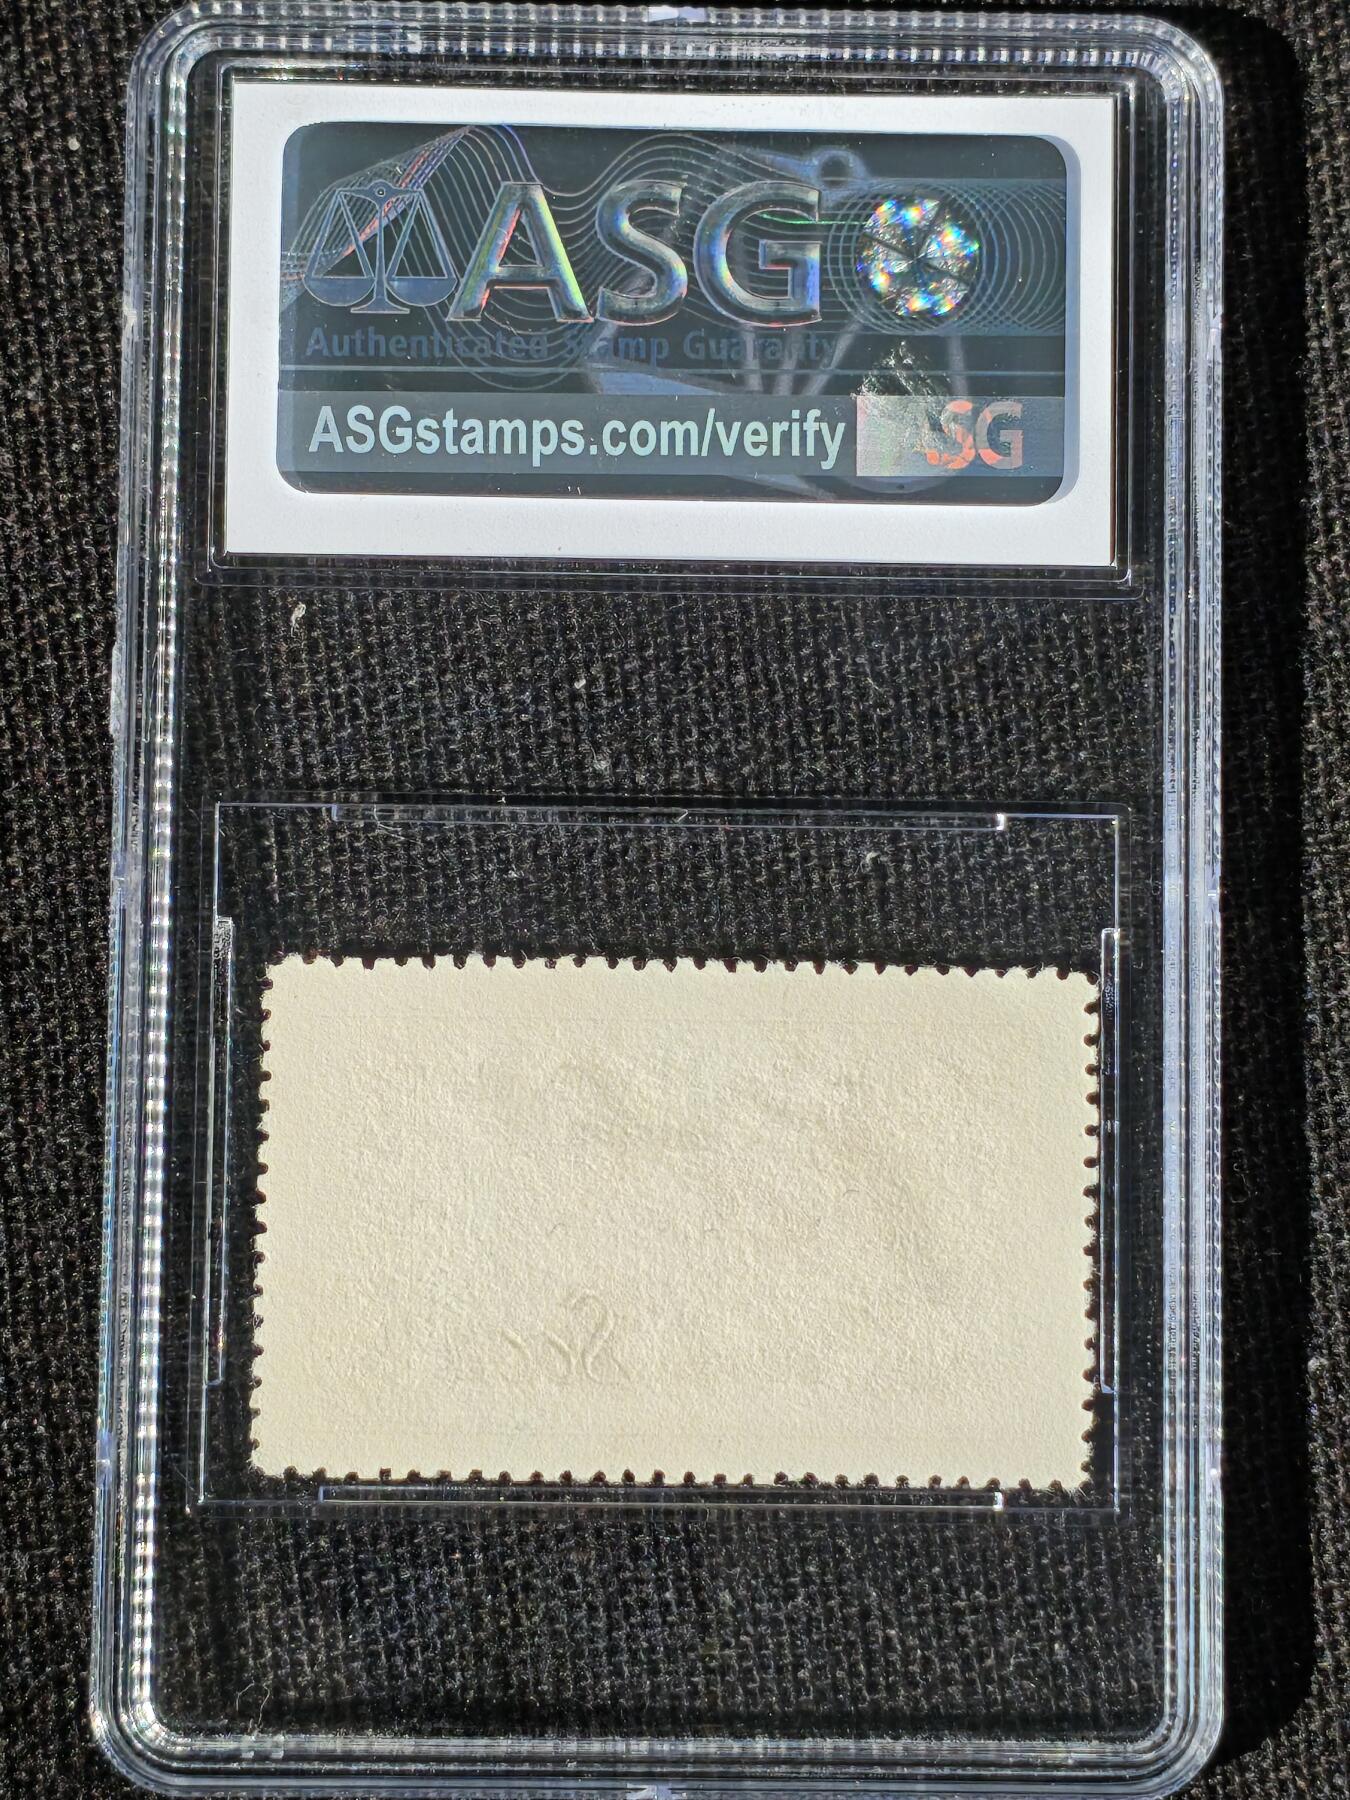 ASG
Authenticated Stamp Guaranty
ASGstamps.com/verify ASG